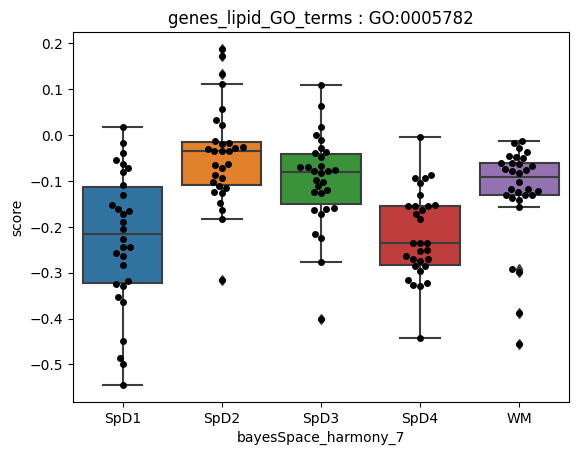 genes_lipid_GO_terms : GO:0005782
0.2
0.1
0.0
−0.1
−0.2
−0.3
−0.4
−0.5
score
SpD1 SpD2 SpD3 SpD4 WM
bayesSpace_harmony_7